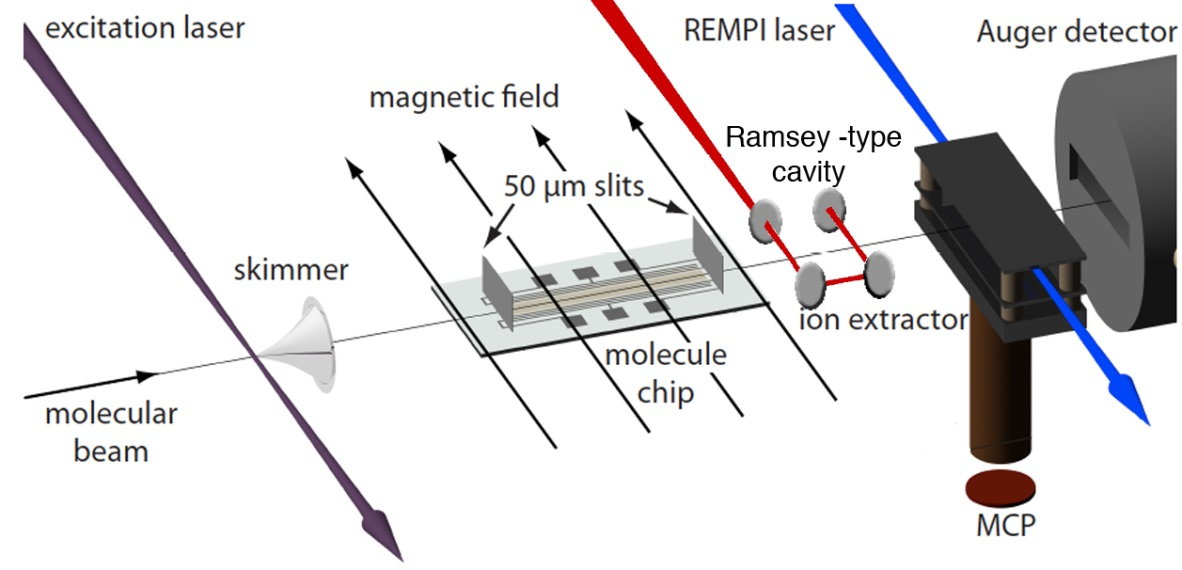 excitation laser
REMPI laser
Auger detector
magnetic field
Ramsey -type
cavity
50 µm slits
skimmer
ion extractor
molecule
chip
molecular
beam
MCP